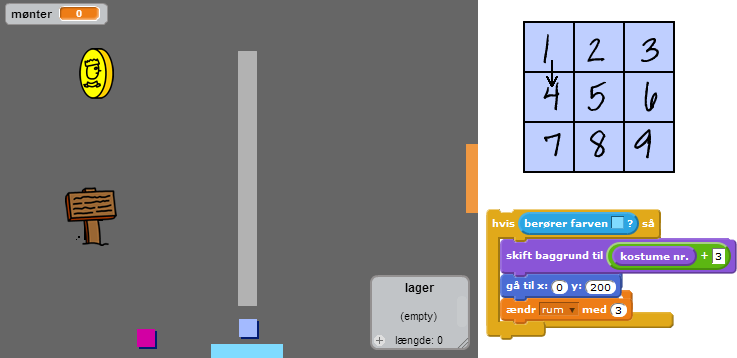 mønter 0
lager
(empty)
+ længde: 0
1 2 3
4 5 6
7 8 9
hvis berører farven ? så
skift baggrund til kostume nr. + 3
gå til x: 0 y: 200
ændr rum med 3